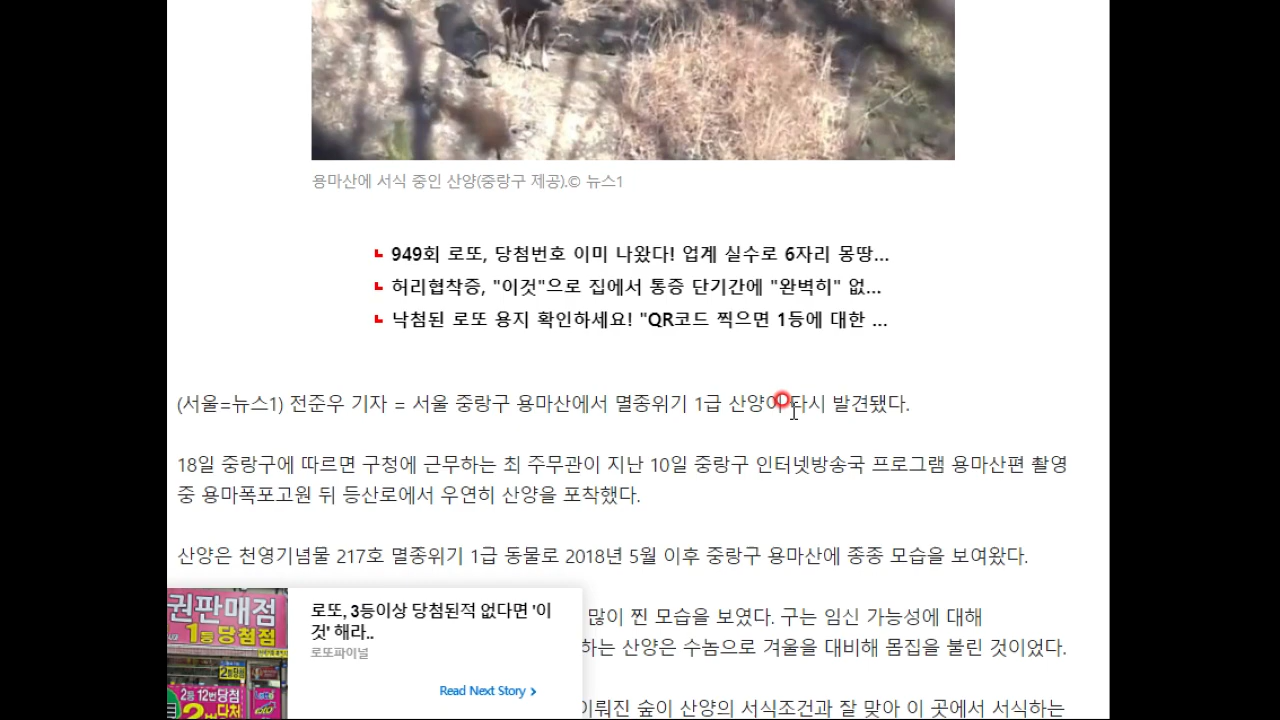 용마산에 서식 중인 산양(중랑구 제공).© 뉴스1
949회 로또, 당첨번호 이미 나왔다! 업계 실수로 6자리 몽땅...
허리협착증, "이것"으로 집에서 통증 단기간에 "완벽히" 없...
낙첨된 로또 용지 확인하세요! "QR코드 찍으면 1등에 대한 ...
(서울=뉴스1) 전준우 기자 = 서울 중랑구 용마산에서 멸종위기 1급 산양이 다시 발견됐다.
18일 중랑구에 따르면 구청에 근무하는 최 주무관이 지난 10일 중랑구 인터넷방송국 프로그램 용마산편 촬영
중 용마폭포고원 뒤 등산로에서 우연히 산양을 포착했다.
산양은 천영기념물 217호 멸종위기 1급 동물로 2018년 5월 이후 중랑구 용마산에 종종 모습을 보여왔다.
많이 찐 모습을 보였다. 구는 임신 가능성에 대해
하는 산양은 수놈으로 겨울을 대비해 몸집을 불린 것이었다.
이뤄진 숲이 산양의 서식조건과 잘 맞아 이 곳에서 서식하는
권판매점
1등 당첨점
2등 12번 당첨
로또, 3등이상 당첨된적 없다면 '이
것' 해라..
로또파이널
Read Next Story